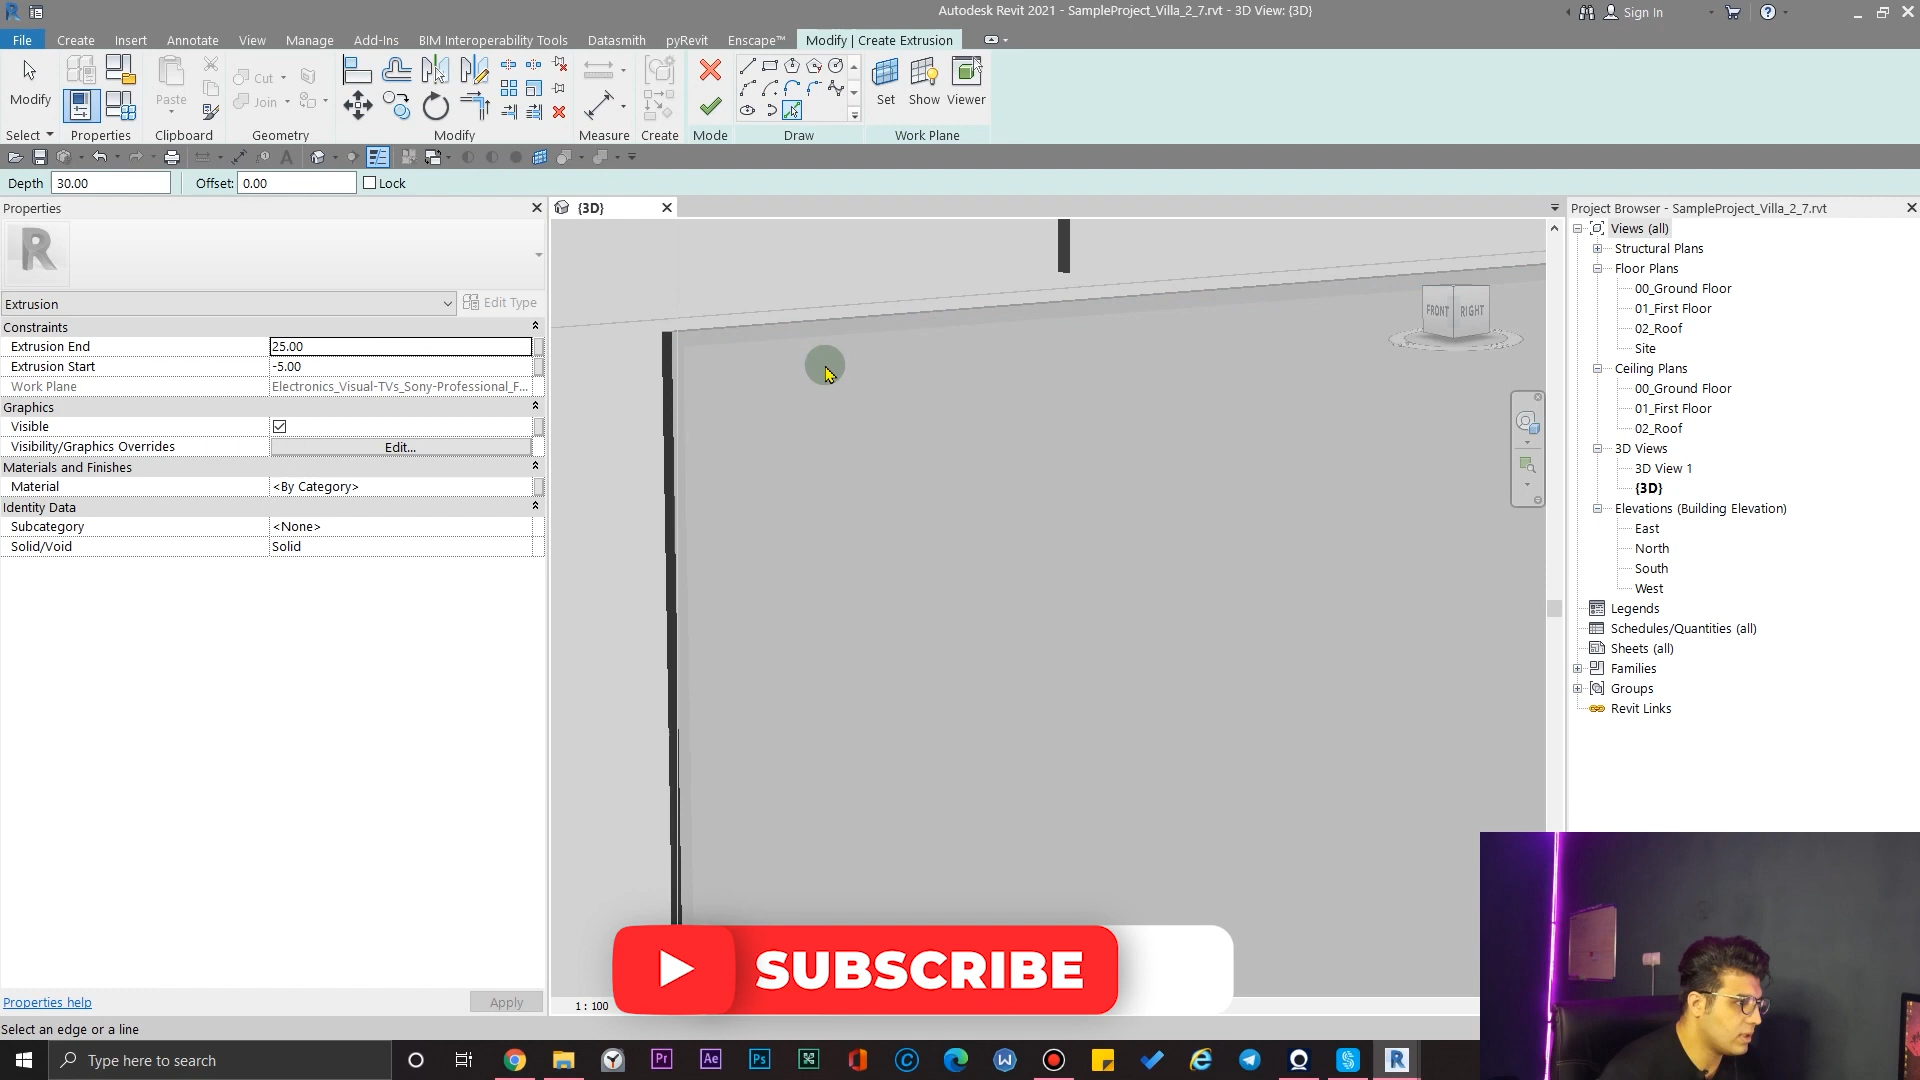 Autodesk Revit 2021 - SampleProject_Villa_2_7.rvt - 3D View: {3D}
Sign In
File Create Insert Annotate View Manage Add-Ins BIM Interoperability Tools Datasmith pyRevit Enscape™ Modify | Create Extrusion
Modify
Paste
Cut
Join
Set Show Viewer
Select Properties Clipboard Geometry Modify Measure Create Mode Draw Work Plane
Depth 30.00 Offset: 0.00 Lock
Properties
{3D}
Project Browser - SampleProject_Villa_2_7.rvt
R
Extrusion
Edit Type
Constraints
Extrusion End 25.00
Extrusion Start -5.00
Work Plane Electronics_Visual-TVs_Sony-Professional_F...
Graphics
Visible
Visibility/Graphics Overrides Edit...
Materials and Finishes
Material <By Category>
Identity Data
Subcategory <None>
Solid/Void Solid
Properties help
Apply
FRONT RIGHT
Views (all)
Structural Plans
Floor Plans
00_Ground Floor
01_First Floor
02_Roof
Site
Ceiling Plans
00_Ground Floor
01_First Floor
02_Roof
3D Views
3D View 1
{3D}
Elevations (Building Elevation)
East
North
South
West
Legends
Schedules/Quantities (all)
Sheets (all)
Families
Groups
Revit Links
SUBSCRIBE
1 : 100
Select an edge or a line
Type here to search
Pr Ae Ps